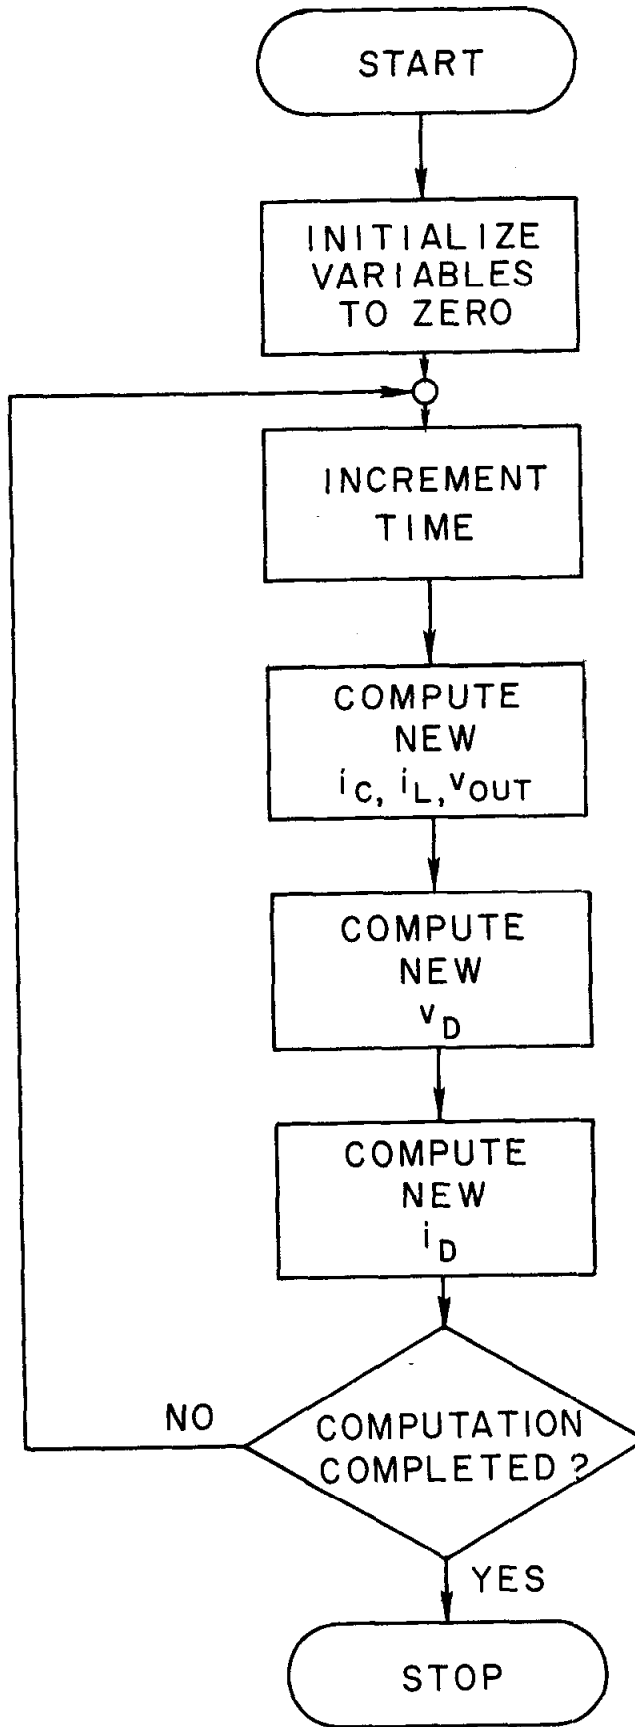 START
INITIALIZE
VARIABLES
TO ZERO
INCREMENT
TIME
COMPUTE
NEW
iC, iL, vOUT
COMPUTE
NEW
vD
COMPUTE
NEW
iD
NO
COMPUTATION
COMPLETED ?
YES
STOP